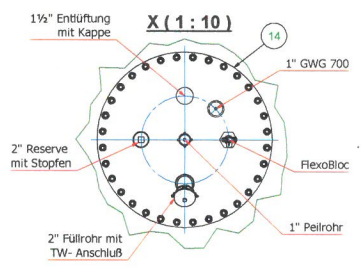 1½" Entlüftung
mit Kappe
X ( 1 : 10 )
14
1" GWG 700
2" Reserve
mit Stopfen
FlexoBloc
1" Peilrohr
2" Füllrohr mit
TW- Anschluß